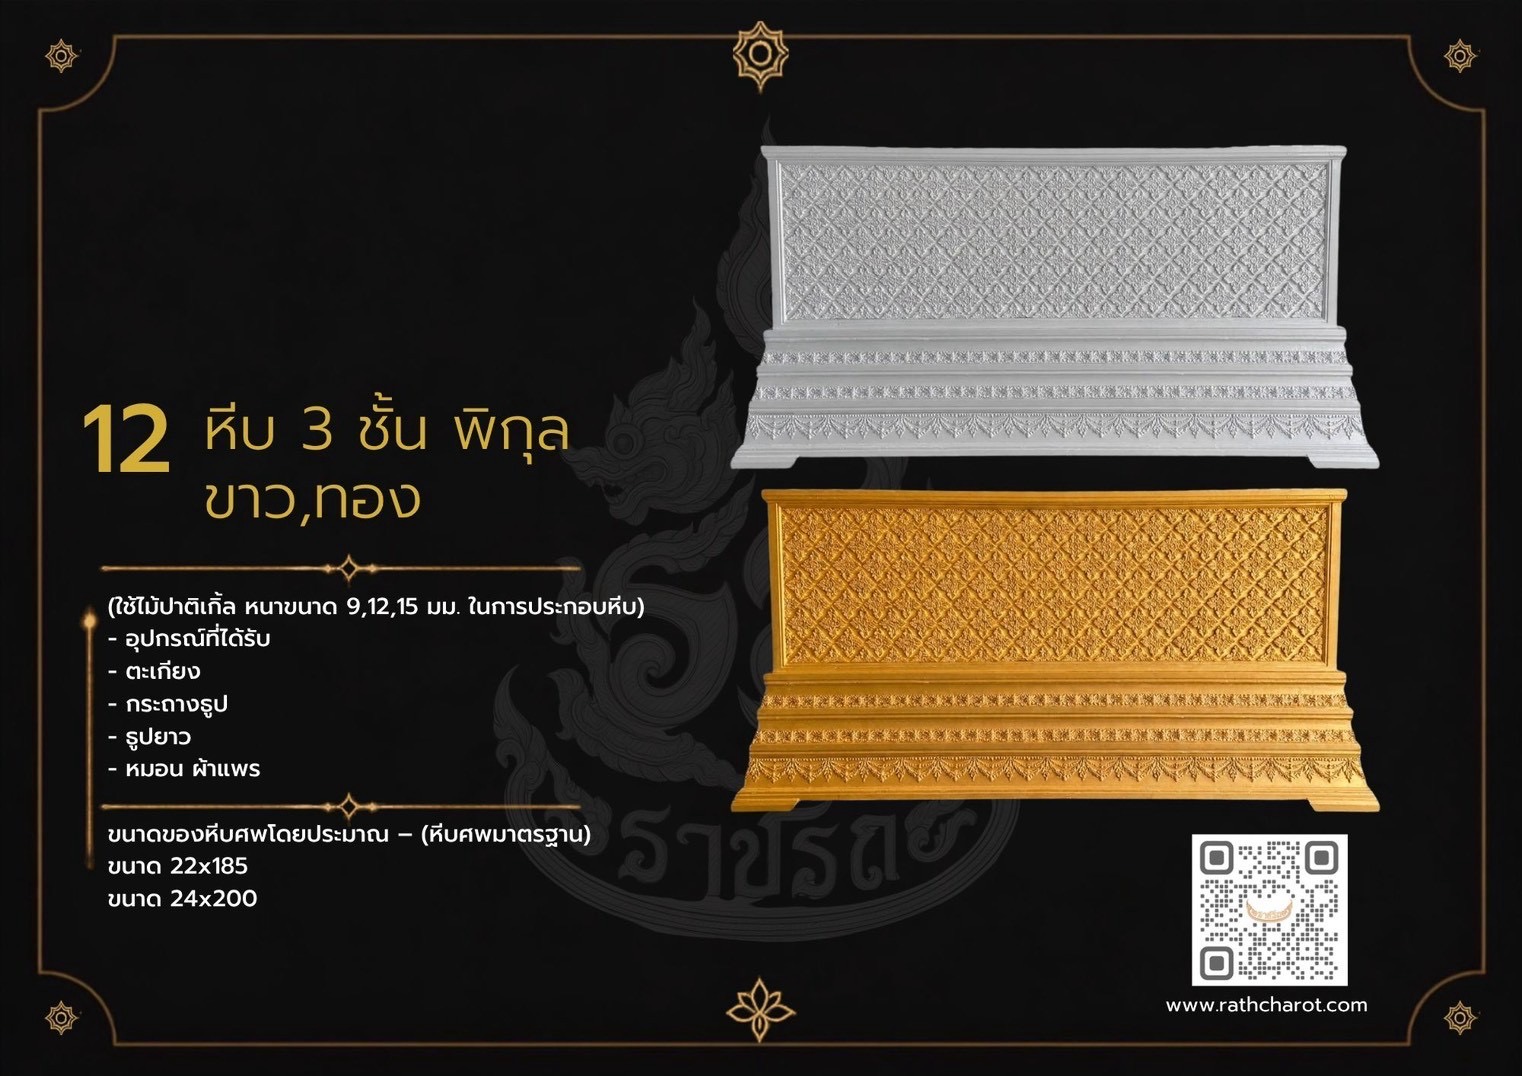 12 หีบ 3 ชั้น พิกุล
ขาว,ทอง
(ใช้ไม้ปาติเกิ้ล หนาขนาด 9,12,15 มม. ในการประกอบหีบ)
- อุปกรณ์ที่ได้รับ
- ตะเกียง
- กระถางธูป
- ธูปยาว
- หมอน ผ้าแพร
ขนาดของหีบศพโดยประมาณ – (หีบศพมาตรฐาน)
ขนาด 22x185
ขนาด 24x200
ราชรถ
www.rathcharot.com